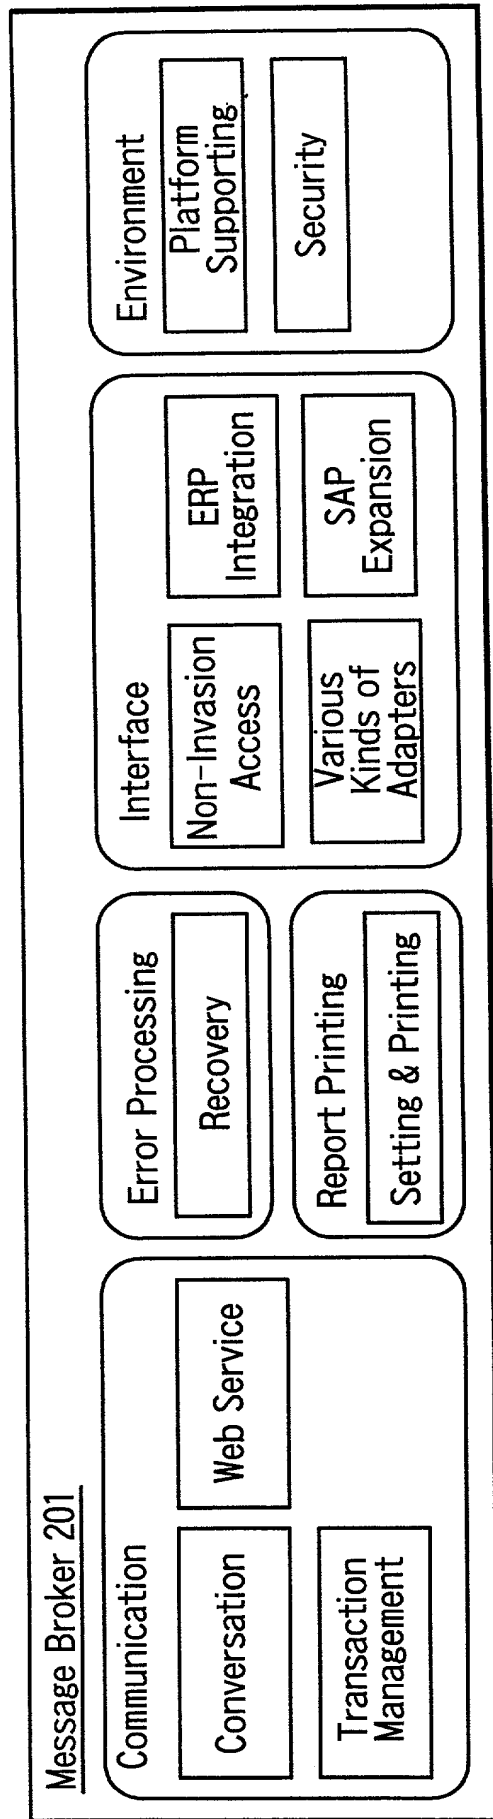 Message Broker 201
Communication
Conversation
Web Service
Transaction
Management
Error Processing
Recovery
Report Printing
Setting & Printing
Interface
Non-Invasion
Access
ERP
Integration
Various
Kinds of
Adapters
SAP
Expansion
Environment
Platform
Supporting
Security